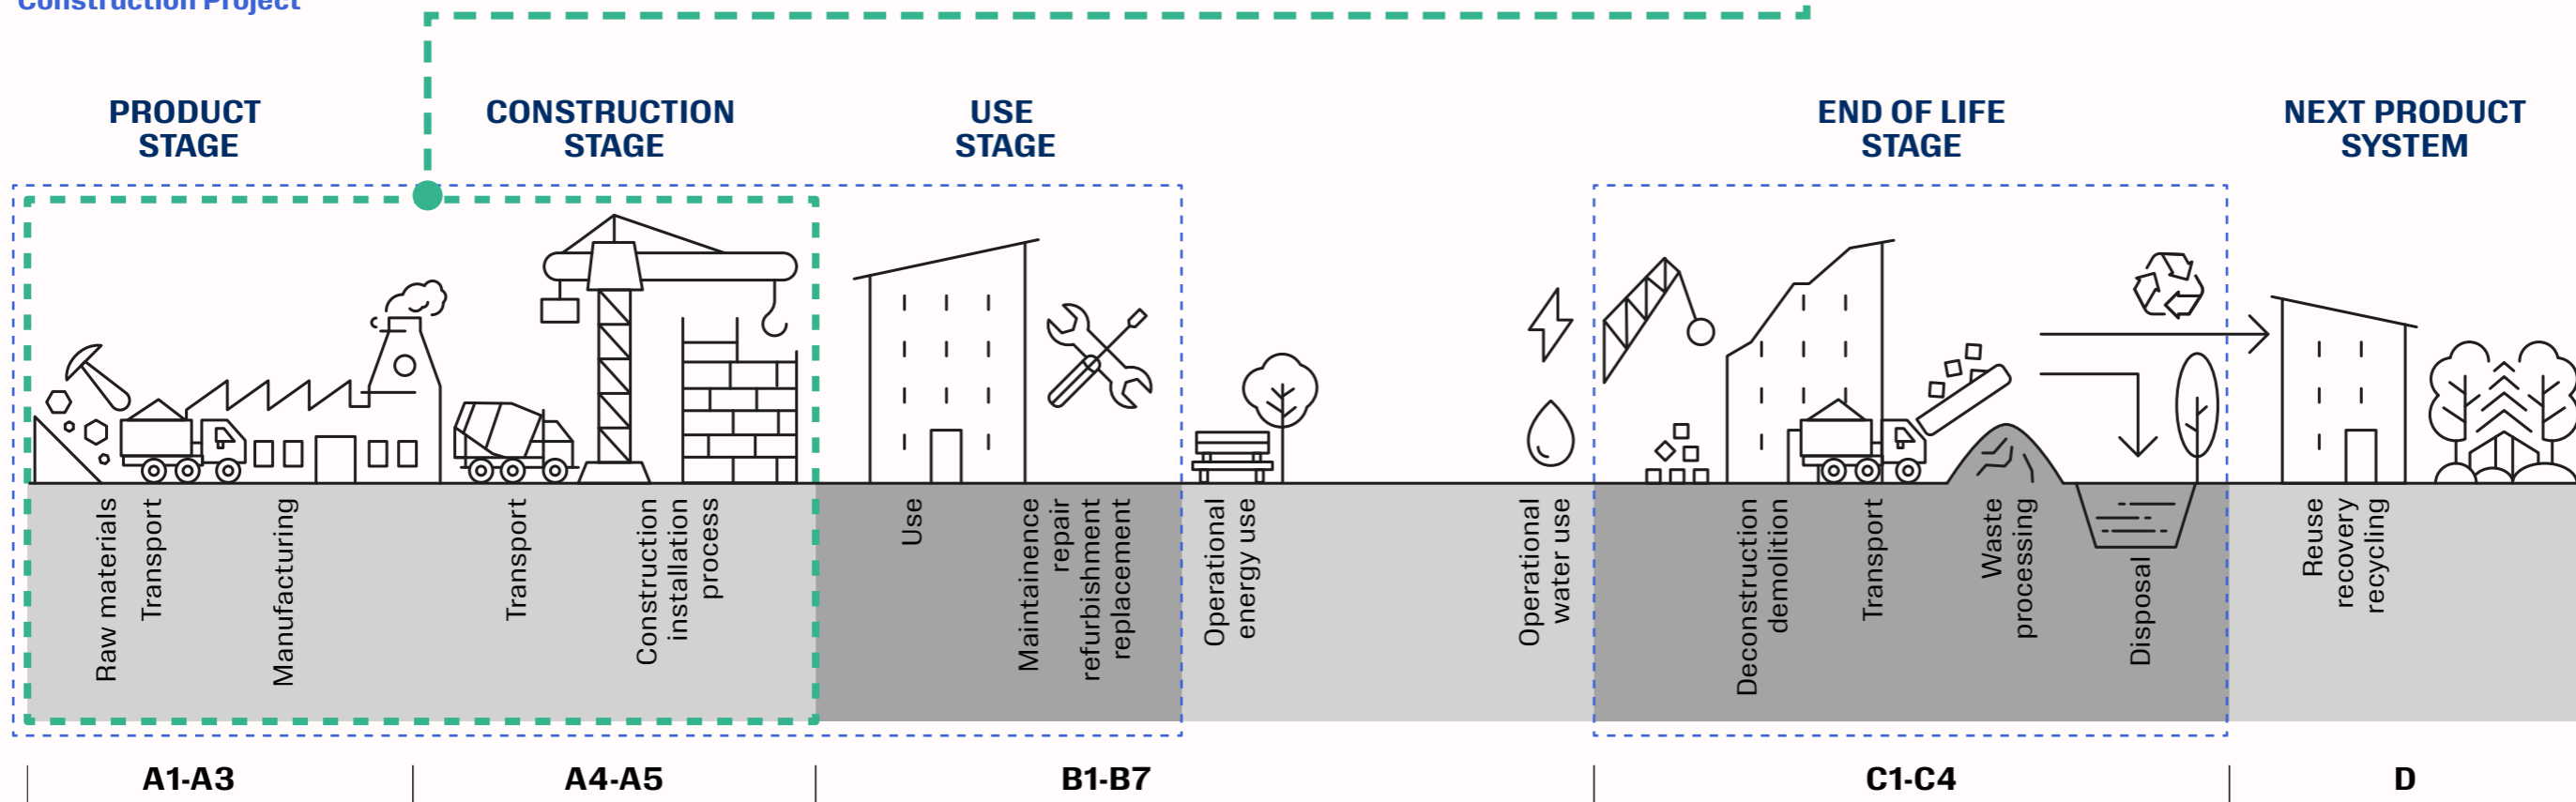 Construction Project
PRODUCT
STAGE
CONSTRUCTION
STAGE
USE
STAGE
END OF LIFE
STAGE
NEXT PRODUCT
SYSTEM
Raw materials
Transport
Manufacturing
Transport
Construction
installation
process
Use
Maintainence
repair
refurbishment
replacement
Operational
energy use
Operational
water use
Deconstruction
demolition
Transport
Waste
processing
Disposal
Reuse
recovery
recycling
A1-A3
A4-A5
B1-B7
C1-C4
D